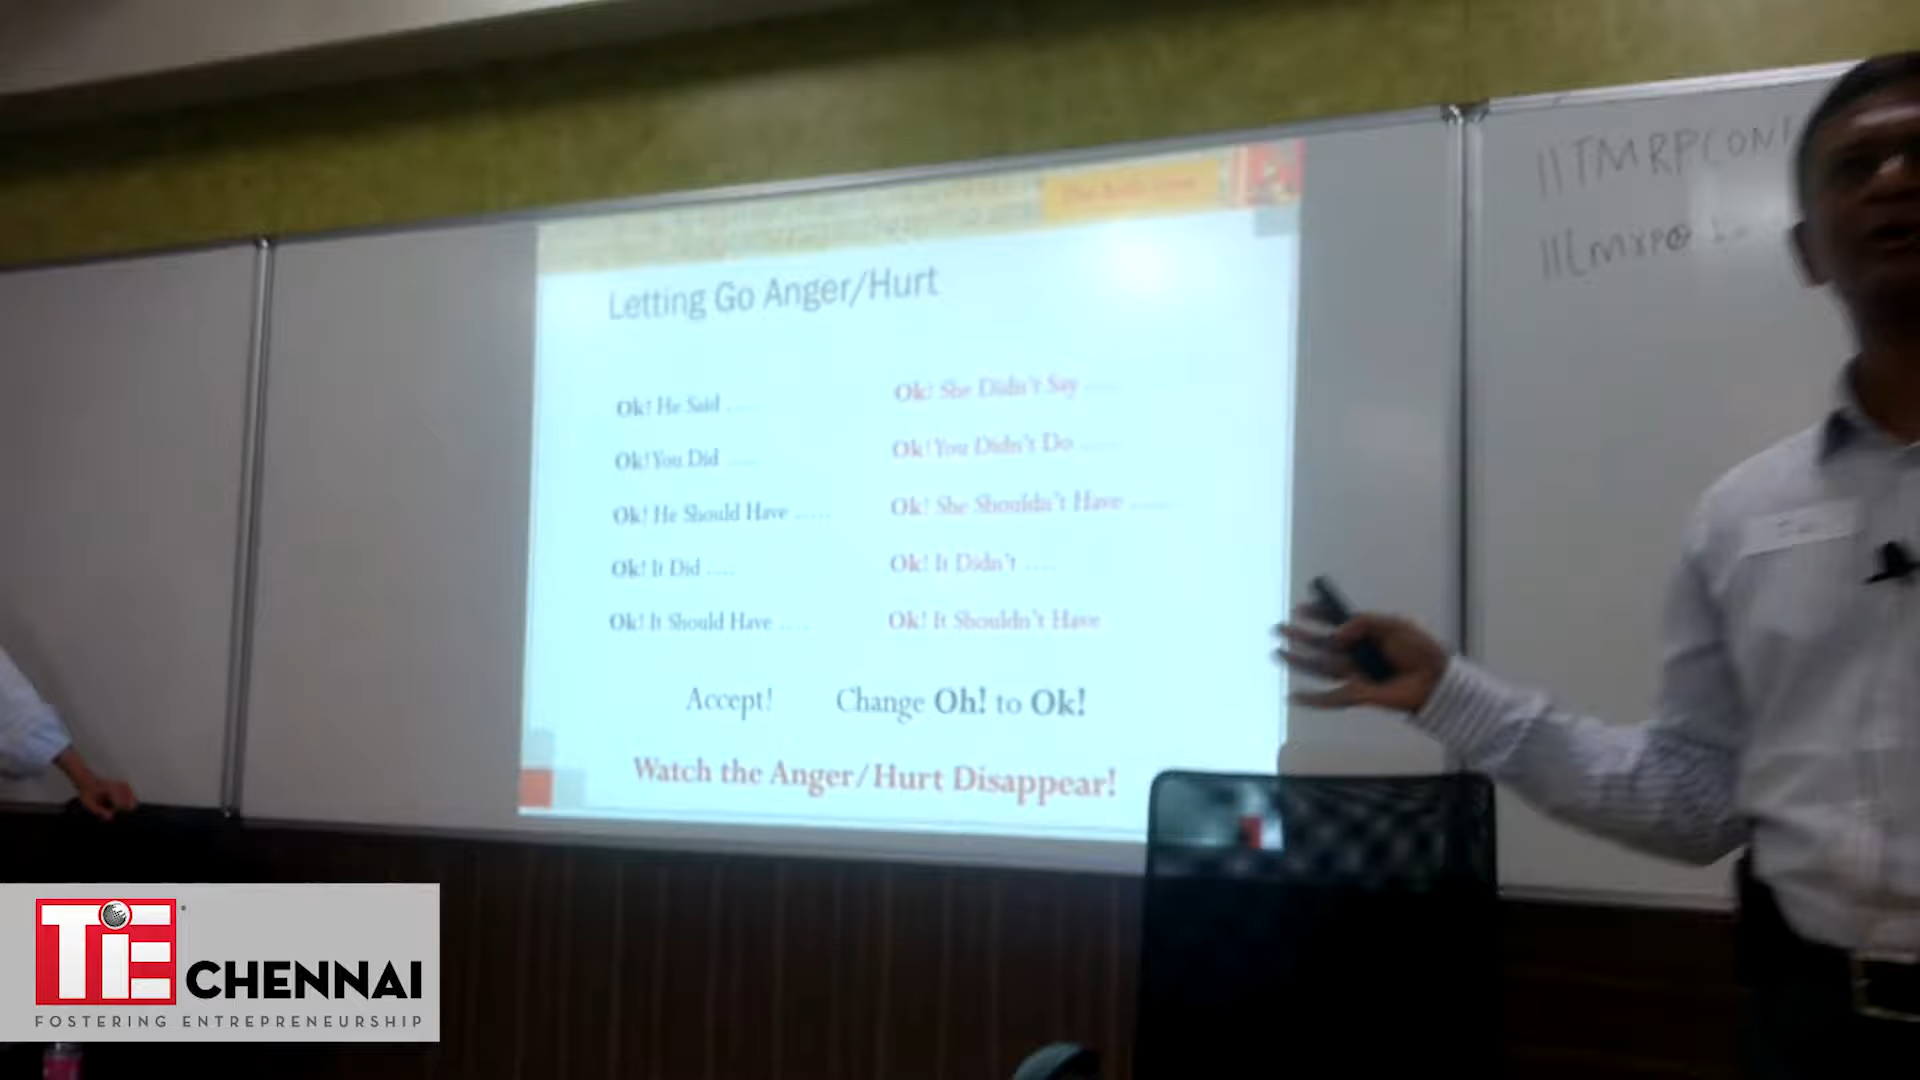 Letting Go Anger/Hurt
Ok! He Said .....
Ok! She Didn't Say .....
Ok! You Did .....
Ok! You Didn't Do .....
Ok! He Should Have .....
Ok! She Shouldn't Have .....
Ok! It Did .....
Ok! It Didn't .....
Ok! It Should Have .....
Ok! It Shouldn't Have
Accept! Change Oh! to Ok!
Watch the Anger/Hurt Disappear!
TiE CHENNAI
FOSTERING ENTREPRENEURSHIP